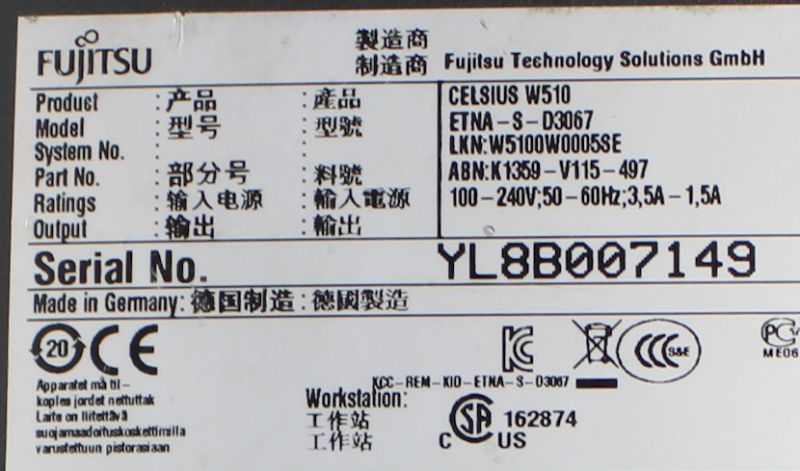 FUJITSU
製造商
制造商 Fujitsu Technology Solutions GmbH
Product : 产品 : 產品 CELSIUS W510
Model : 型号 : 型號 ETNA-S-D3067
System No. : : LKN:W5100W0005SE
Part No. : 部分号 : 料號 ABN:K1359-V115-497
Ratings : 输入电源 : 輸入電源 100-240V;50-60Hz;3,5A-1,5A
Output : 输出 : 輸出
Serial No. YL8B007149
Made in Germany: 德国制造 : 德國製造
20 CE
S&E
ME06
Apparatet må til-
koples jordet nettuttak
Laite on liitettävä
suojamaadoituskoskettimilla
varustettuun pistorasiaan
KCC-REM-KIO-ETNA-S-D3067
Workstation:
工作站
工作站
SA 162874
C US